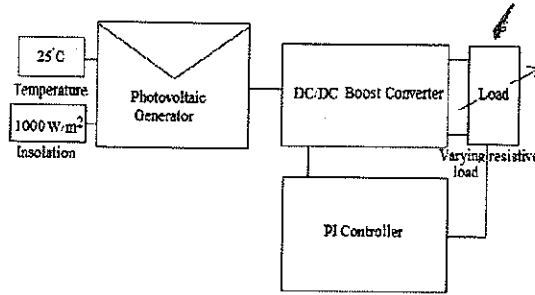 25°C
Temperature
1000 W/m²
Insolation
Photovoltaic
Generator
DC/DC Boost Converter
Load
Varying resistive
load
PI Controller